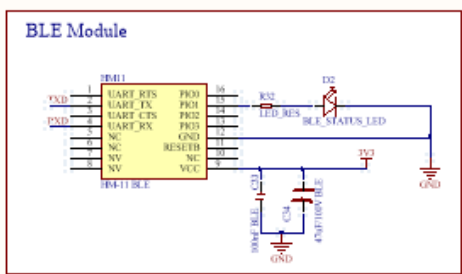 BLE Module
HM11
1 UART_RTS PIO0 16
TXD 2 UART_TX PIO1 15
3 UART_CTS PIO2 14
RXD 4 UART_RX PIO3 13
5 NC GND 12
6 NC RESETB 11
7 NV NC 10
8 NV VCC 9
HM-11 BLE
R32
LED_RES
D2
BLE_STATUS_LED
3V3
GND
C33
100nF BLE
C34
47uF/100V BLE
GND